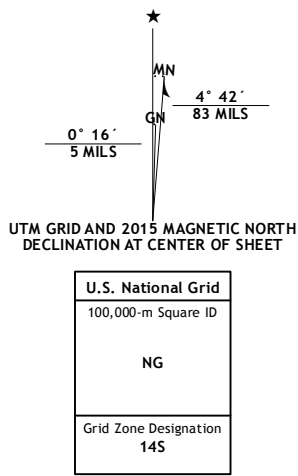 MN
GN
4° 42´
83 MILS
0° 16´
5 MILS
UTM GRID AND 2015 MAGNETIC NORTH
DECLINATION AT CENTER OF SHEET
U.S. National Grid
100,000-m Square ID
NG
Grid Zone Designation
14S